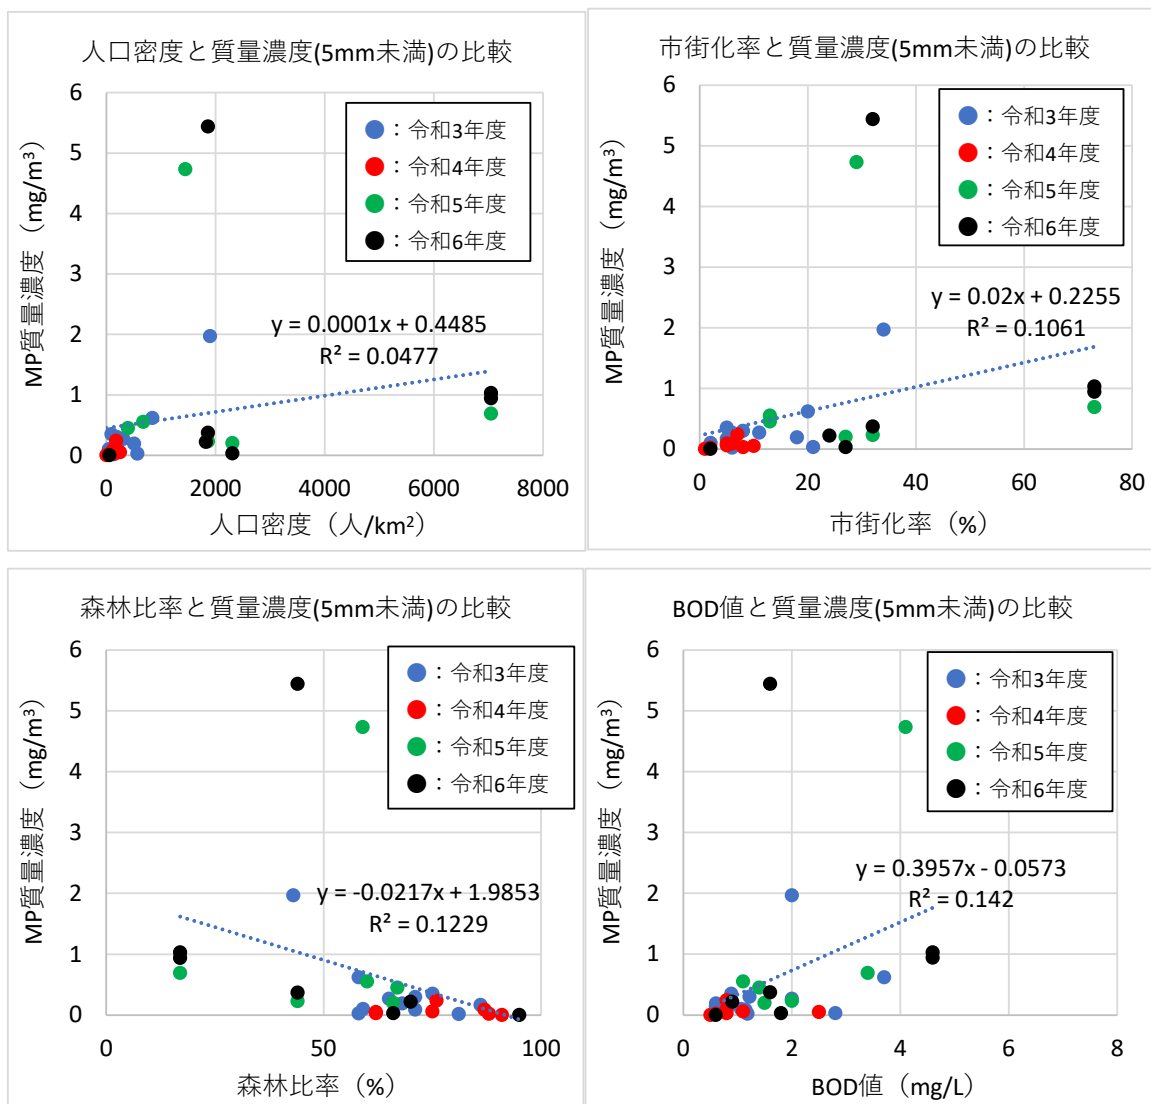 人口密度と質量濃度(5mm未満)の比較
6
5
4
3
2
1
0
MP質量濃度（mg/m³）
：令和3年度
：令和4年度
：令和5年度
：令和6年度
y = 0.0001x + 0.4485
R² = 0.0477
0 2000 4000 6000 8000
人口密度（人/km²）
市街化率と質量濃度(5mm未満)の比較
6
5
4
3
2
1
0
MP質量濃度（mg/m³）
：令和3年度
：令和4年度
：令和5年度
：令和6年度
y = 0.02x + 0.2255
R² = 0.1061
0 20 40 60 80
市街化率（%）
森林比率と質量濃度(5mm未満)の比較
6
5
4
3
2
1
0
MP質量濃度（mg/m³）
：令和3年度
：令和4年度
：令和5年度
：令和6年度
y = -0.0217x + 1.9853
R² = 0.1229
0 50 100
森林比率（%）
BOD値と質量濃度(5mm未満)の比較
6
5
4
3
2
1
0
MP質量濃度（mg/m³）
：令和3年度
：令和4年度
：令和5年度
：令和6年度
y = 0.3957x - 0.0573
R² = 0.142
0 2 4 6 8
BOD値（mg/L）